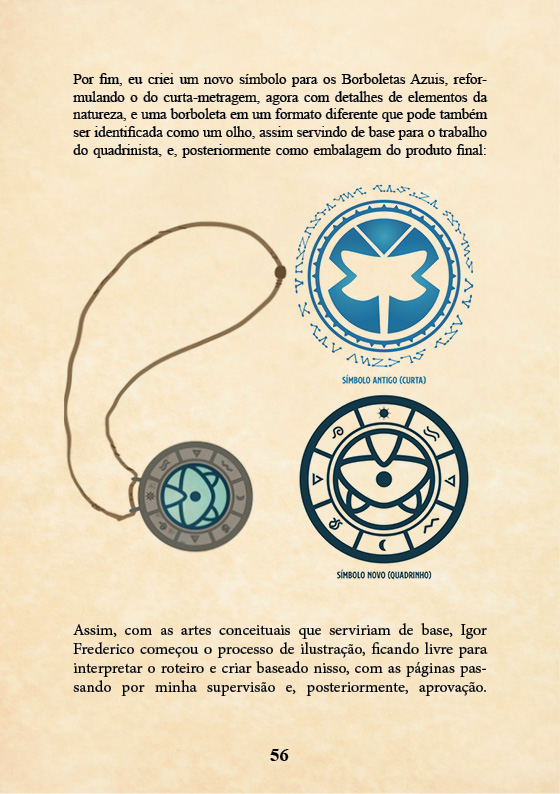 Por fim, eu criei um novo símbolo para os Borboletas Azuis, refor-
mulando o do curta-metragem, agora com detalhes de elementos da
natureza, e uma borboleta em um formato diferente que pode também
ser identificada como um olho, assim servindo de base para o trabalho
do quadrinista, e, posteriormente como embalagem do produto final:
SÍMBOLO ANTIGO (CURTA)
SÍMBOLO NOVO (QUADRINHO)
Assim, com as artes conceituais que serviriam de base, Igor
Frederico começou o processo de ilustração, ficando livre para
interpretar o roteiro e criar baseado nisso, com as páginas pas-
sando por minha supervisão e, posteriormente, aprovação.
56